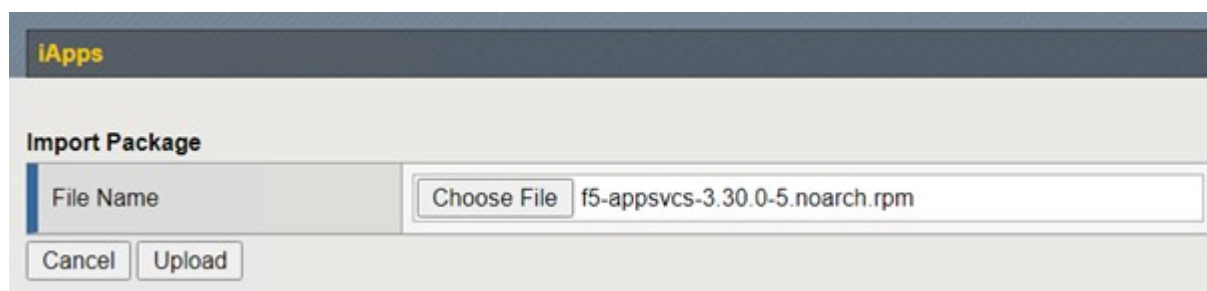 iApps
Import Package
File Name Choose File f5-appsvcs-3.30.0-5.noarch.rpm
Cancel Upload